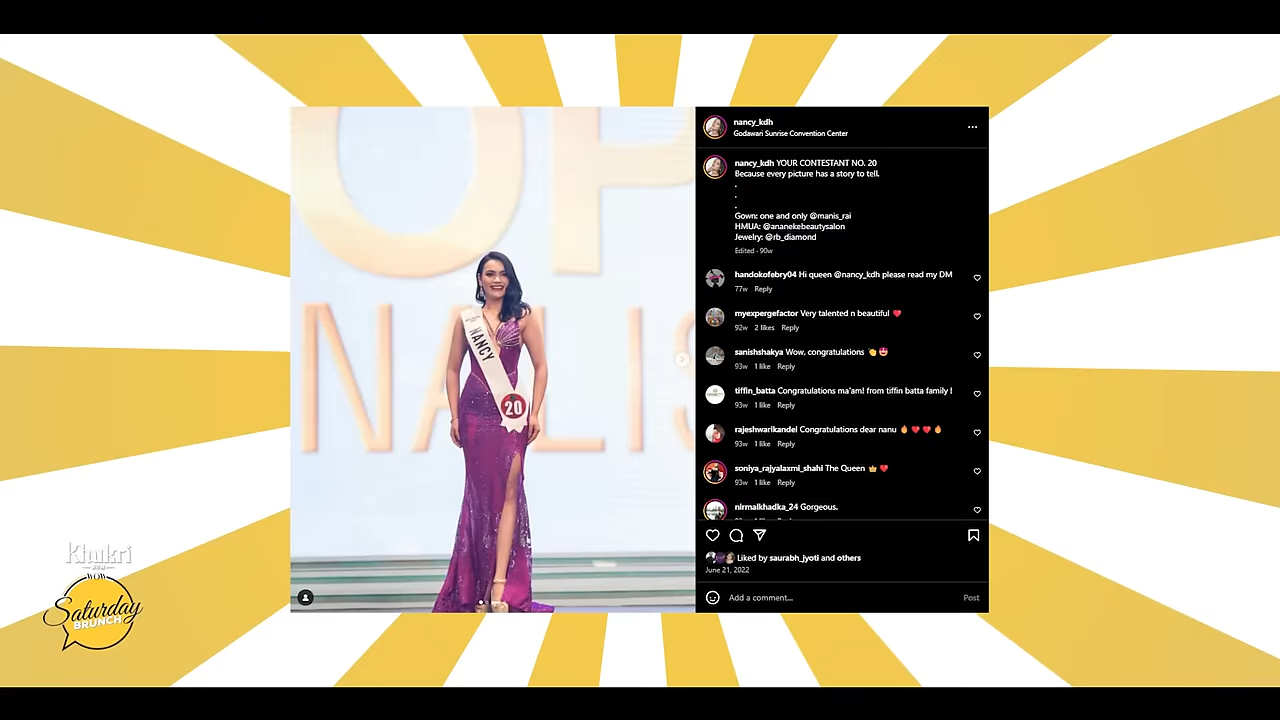 OP
NALIS
NANCY
20
nancy_kdh
Godawari Sunrise Convention Center
nancy_kdh YOUR CONTESTANT NO. 20
Because every picture has a story to tell.
.
.
.
Gown: one and only @manis_rai
HMUA: @ananekebeautysalon
Jewelry: @rb_diamond
Edited · 90w
handokofebry04 Hi queen @nancy_kdh please read my DM
77w Reply
myexpergefactor Very talented n beautiful ❤️
92w 2 likes Reply
sanishshakya Wow, congratulations 👏😍
93w 1 like Reply
tiffin_batta Congratulations ma'am! from tiffin batta family !
93w 1 like Reply
rajeshwarikandel Congratulations dear nanu 🔥❤️❤️🔥
93w 1 like Reply
soniya_rajyalaxmi_shahi The Queen 👑❤️
93w 1 like Reply
nirmalkhadka_24 Gorgeous.
Liked by saurabh_jyoti and others
June 21, 2022
Add a comment...
Post
Khukri
WOW
Saturday
BRUNCH